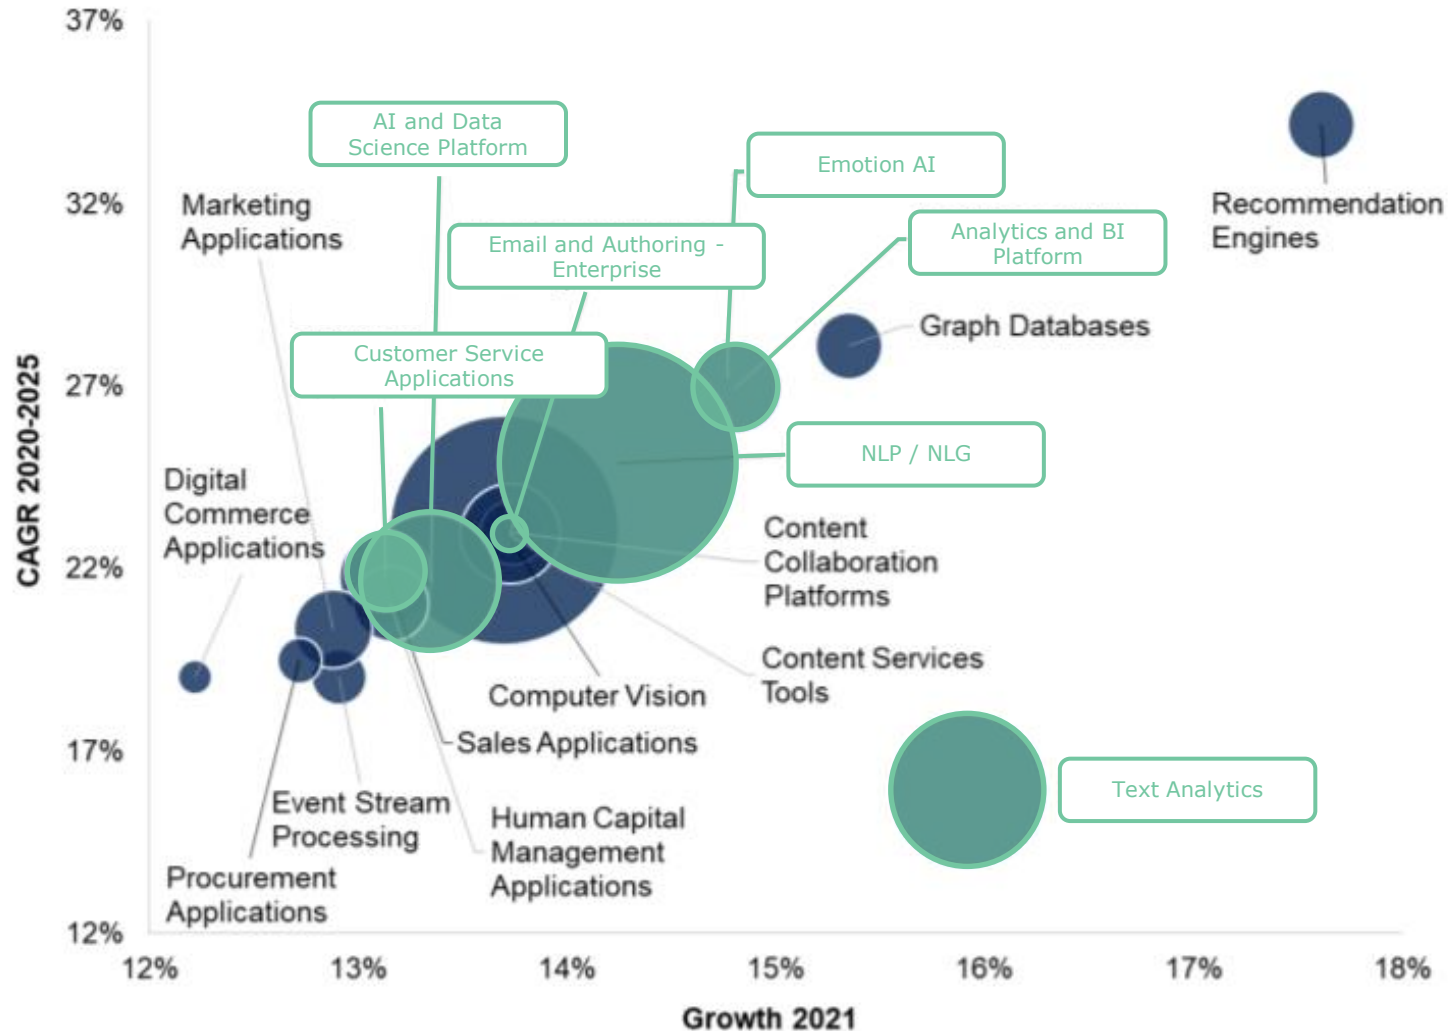 37%
AI and Data
Science Platform
Emotion AI
32%
Marketing
Applications
Recommendation
Engines
Email and Authoring -
Enterprise
Analytics and BI
Platform
Graph Databases
Customer Service
Applications
27%
CAGR 2020-2025
NLP / NLG
Digital
Commerce
Applications
Content
Collaboration
Platforms
22%
Content Services
Tools
Computer Vision
Sales Applications
17%
Text Analytics
Event Stream
Processing
Human Capital
Management
Applications
Procurement
Applications
12%
12%
13%
14%
15%
16%
17%
18%
Growth 2021